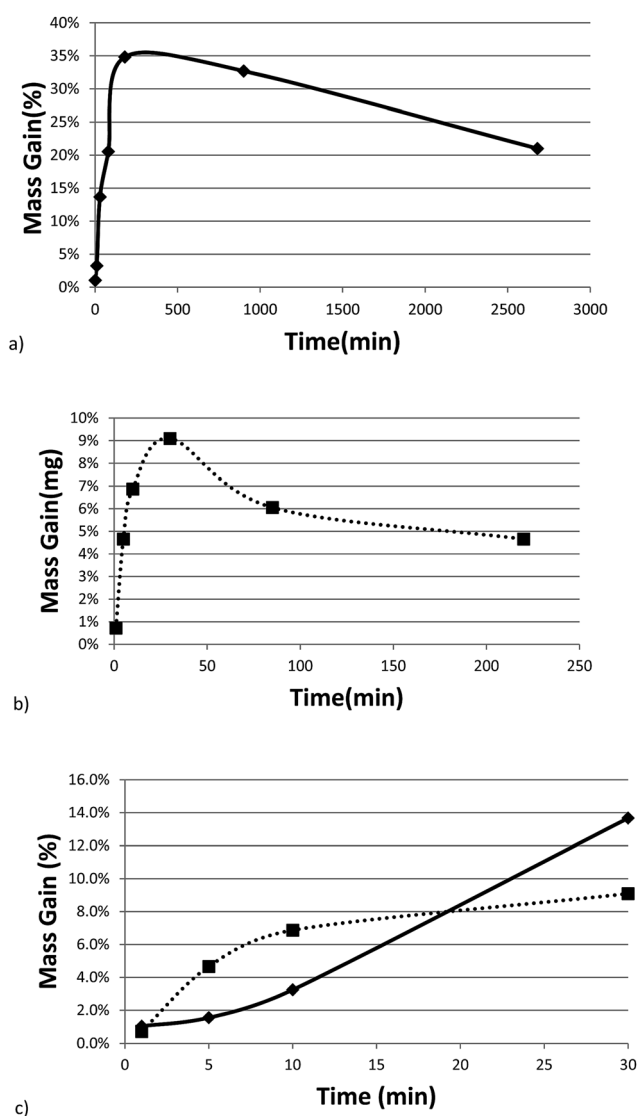 40%
35%
30%
25%
20%
15%
10%
5%
0%
Mass Gain(%)
0 500 1000 1500 2000 2500 3000
Time(min)
a)
10%
9%
8%
7%
6%
5%
4%
3%
2%
1%
0%
Mass Gain(mg)
0 50 100 150 200 250
Time(min)
b)
16.0%
14.0%
12.0%
10.0%
8.0%
6.0%
4.0%
2.0%
0.0%
Mass Gain (%)
0 5 10 15 20 25 30
Time (min)
c)